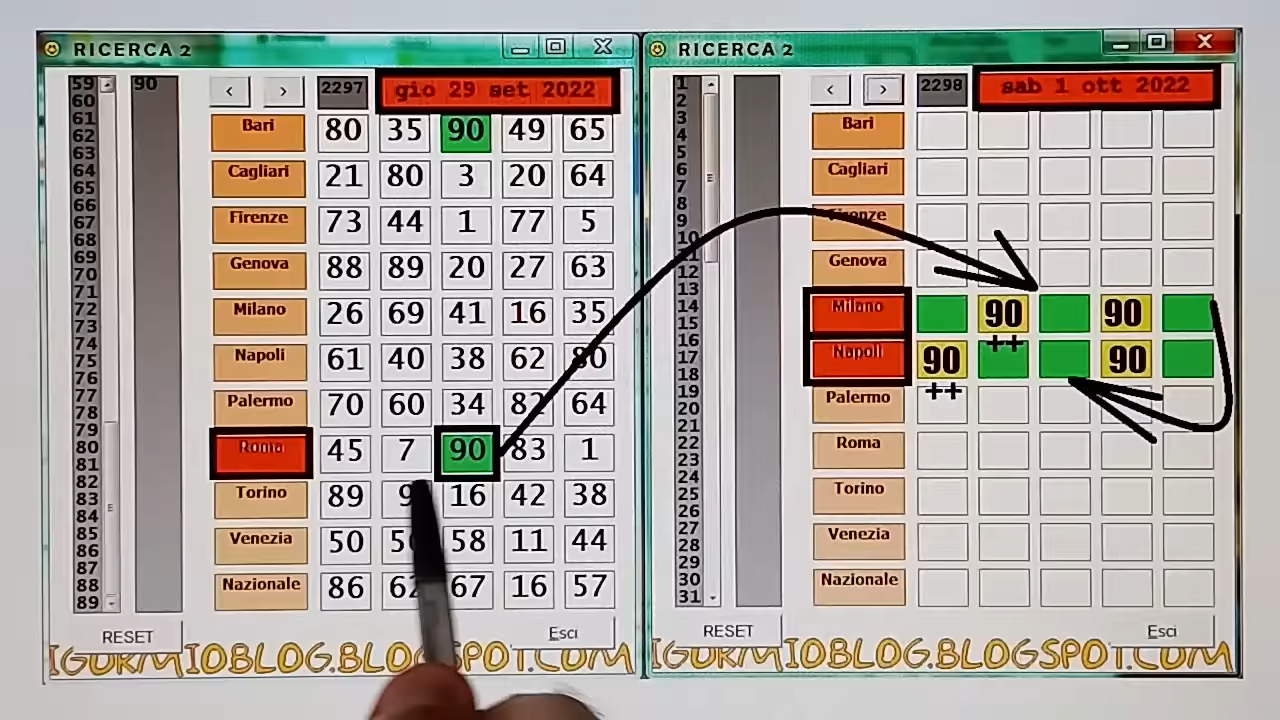 RICERCA 2
59
60
61
62
63
64
65
66
67
68
69
70
71
72
73
74
75
76
77
78
79
80
81
82
83
84
85
86
87
88
89
90
< > 2297 gio 29 set 2022
Bari 80 35 90 49 65
Cagliari 21 80 3 20 64
Firenze 73 44 1 77 5
Genova 88 89 20 27 63
Milano 26 69 41 16 35
Napoli 61 40 38 62 80
Palermo 70 60 34 82 64
Roma 45 7 90 83 1
Torino 89 16 42 38
Venezia 50 58 11 44
Nazionale 86 62 67 16 57
RESET Esci
IGORMIOBLOG.BLOGSPOT.COM
RICERCA 2
1
2
3
4
5
6
7
8
9
10
11
12
13
14
15
16
17
18
19
20
21
22
23
24
25
26
27
28
29
30
31
< > 2298 sab 1 ott 2022
Bari
Cagliari
Firenze
Genova
Milano 90 90
++
Napoli 90 90
++
Palermo
Roma
Torino
Venezia
Nazionale
RESET Esci
IGORMIOBLOG.BLOGSPOT.COM